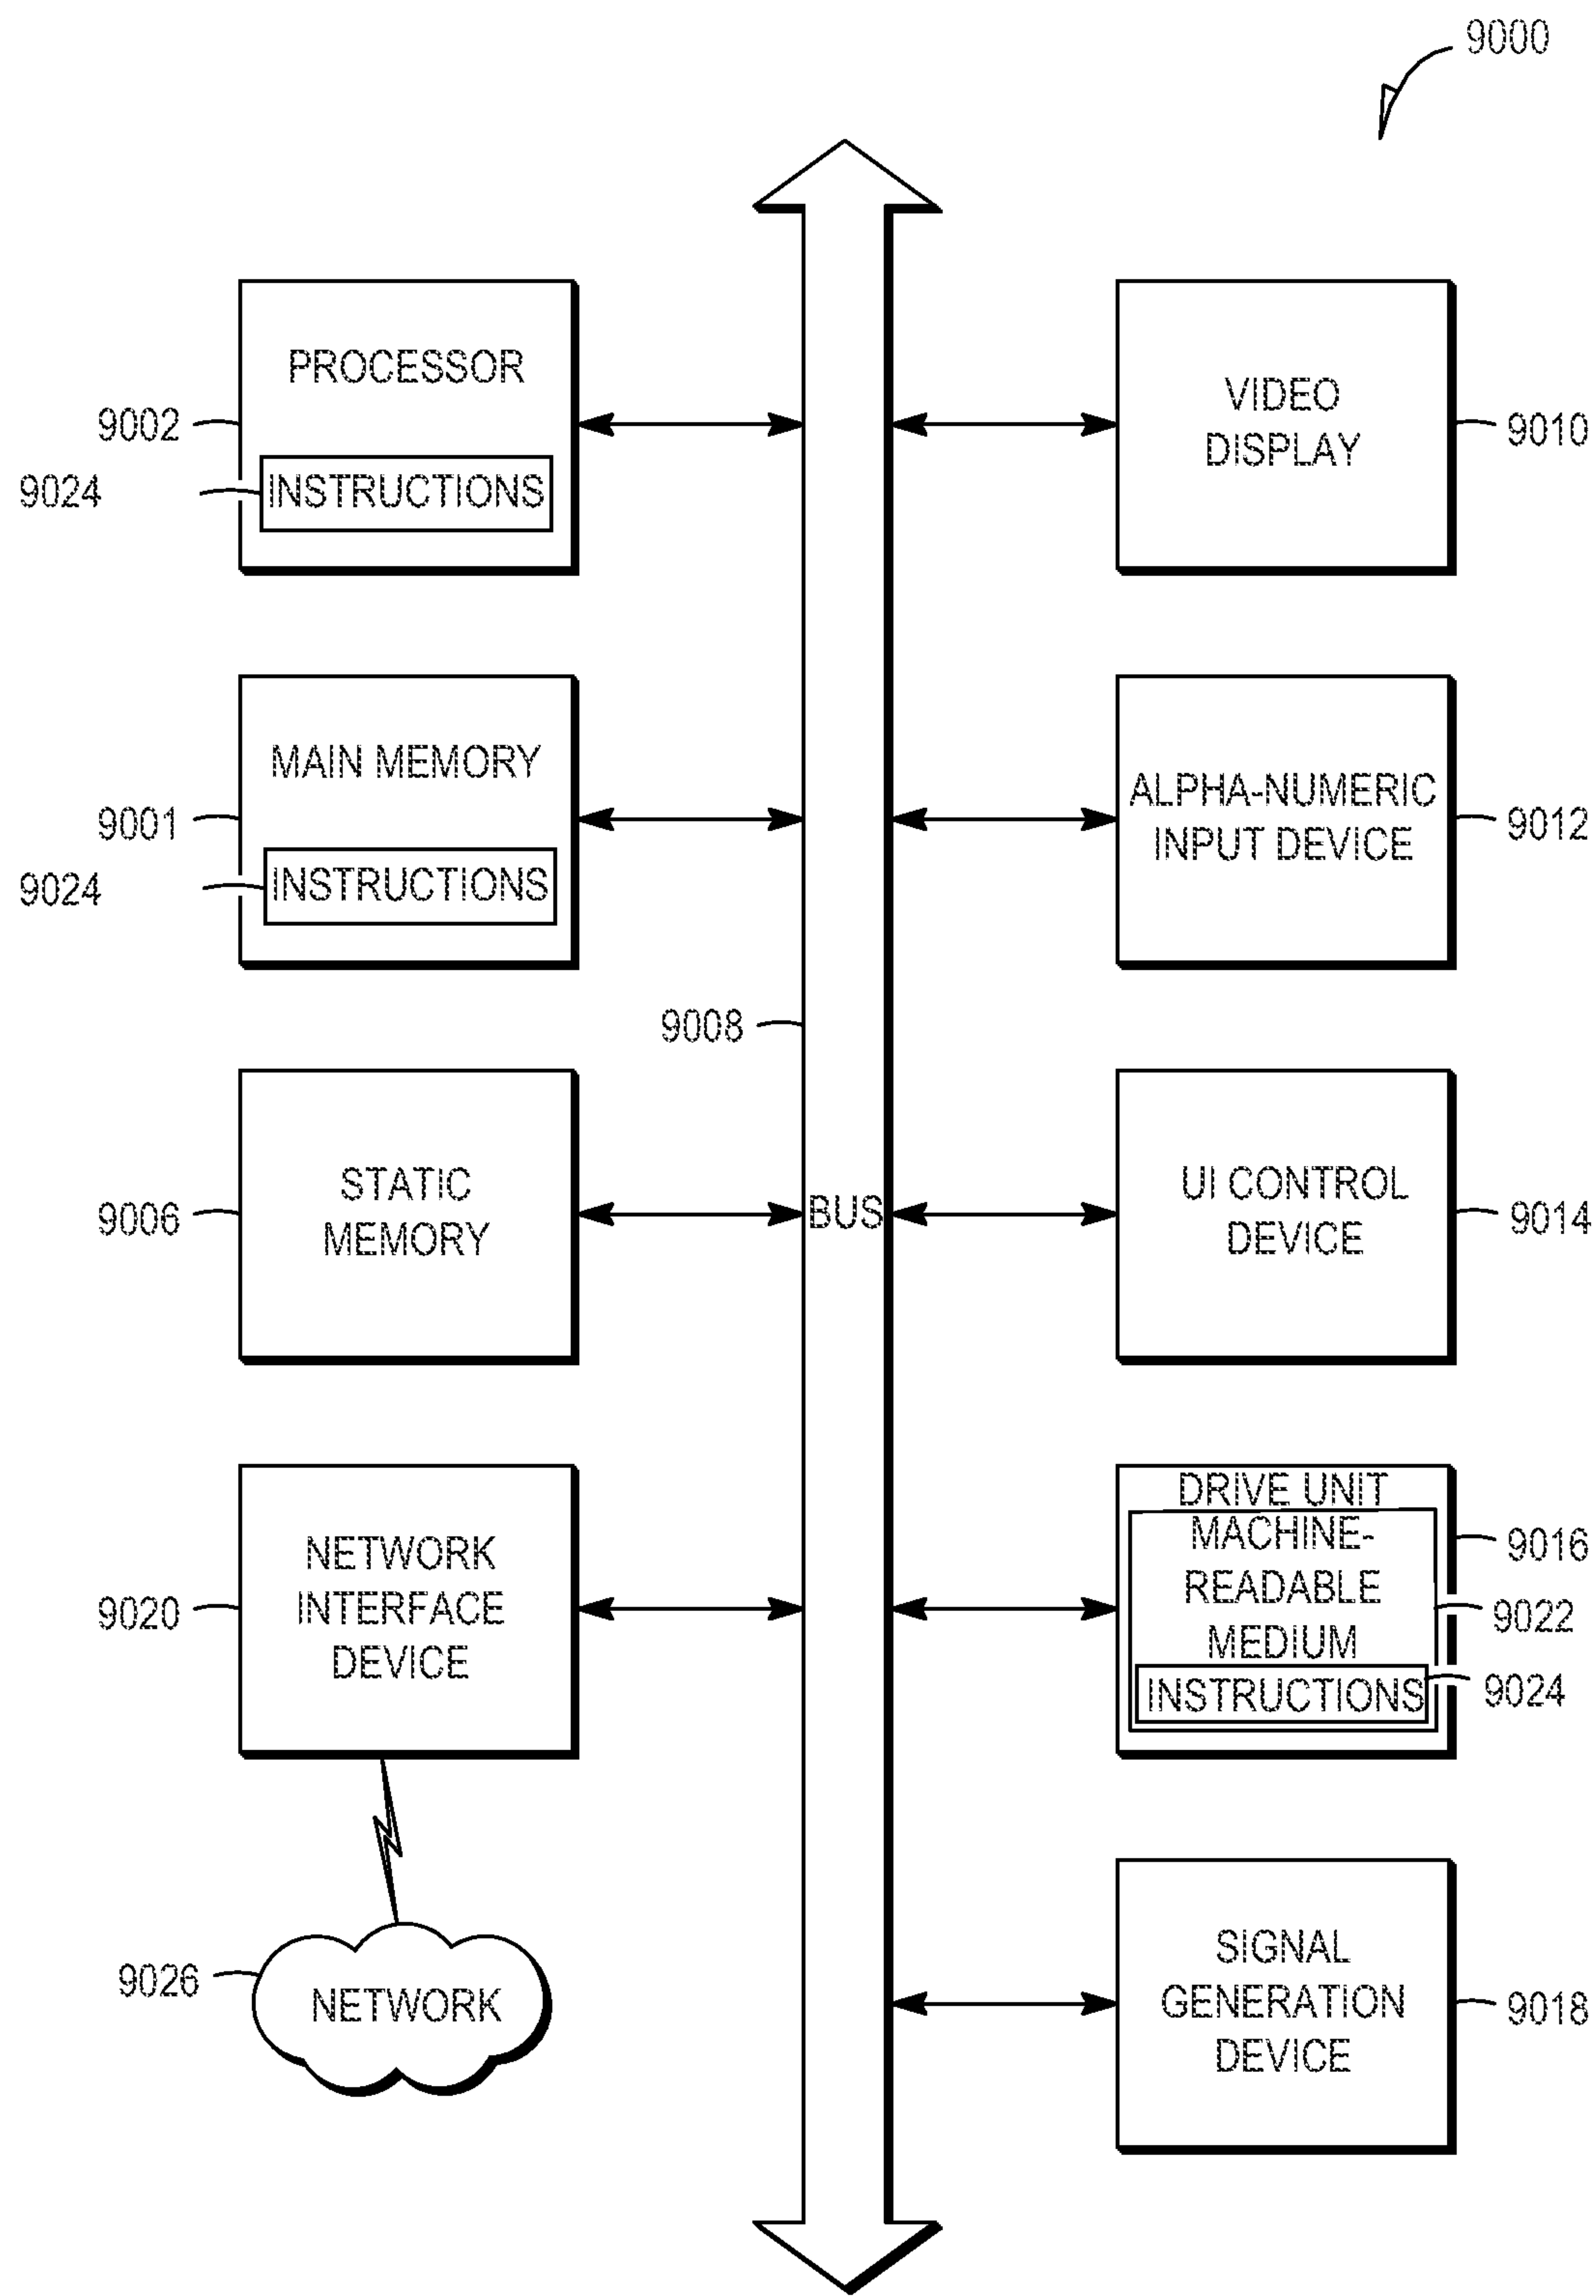 9000
PROCESSOR
9002
9024
INSTRUCTIONS
VIDEO
DISPLAY
9010
MAIN MEMORY
9001
9024
INSTRUCTIONS
ALPHA-NUMERIC
INPUT DEVICE
9012
9008
STATIC
MEMORY
9006
BUS
UI CONTROL
DEVICE
9014
NETWORK
INTERFACE
DEVICE
9020
DRIVE UNIT
MACHINE-
READABLE
MEDIUM
INSTRUCTIONS
9016
9022
9024
9026
NETWORK
SIGNAL
GENERATION
DEVICE
9018